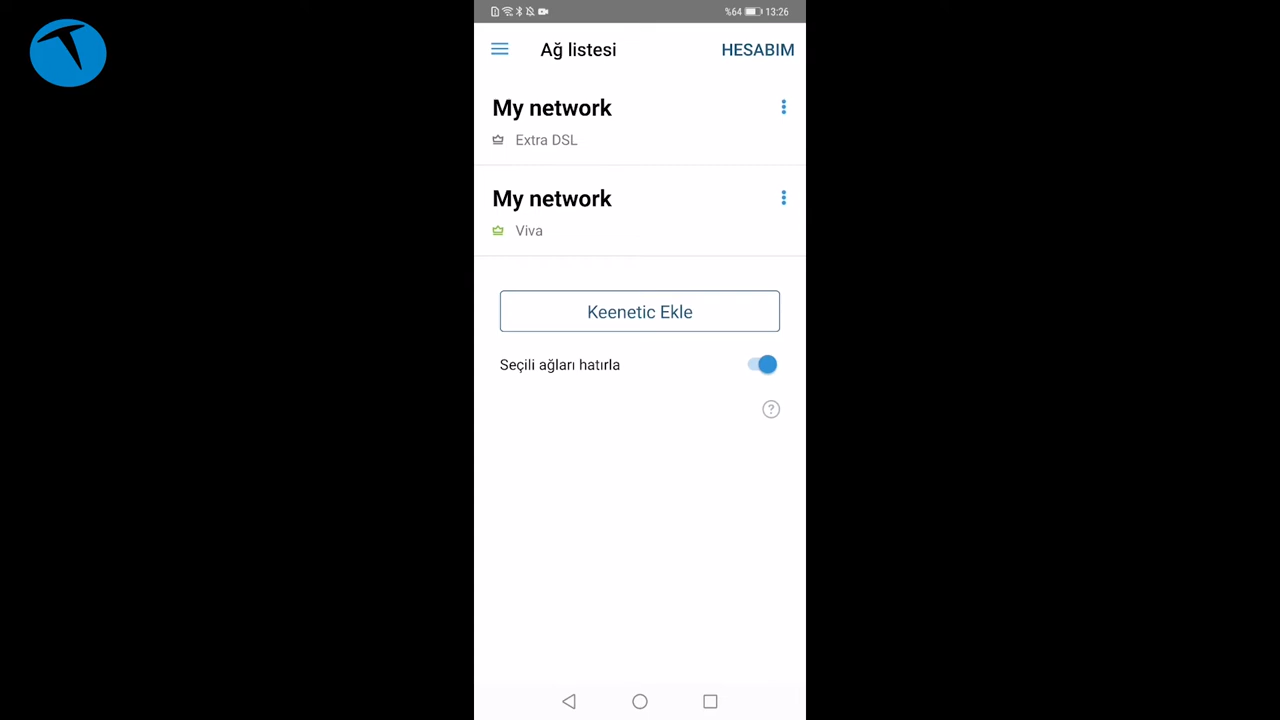 %64 13:26
Ağ listesi HESABIM
My network
Extra DSL
My network
Viva
Keenetic Ekle
Seçili ağları hatırla
?